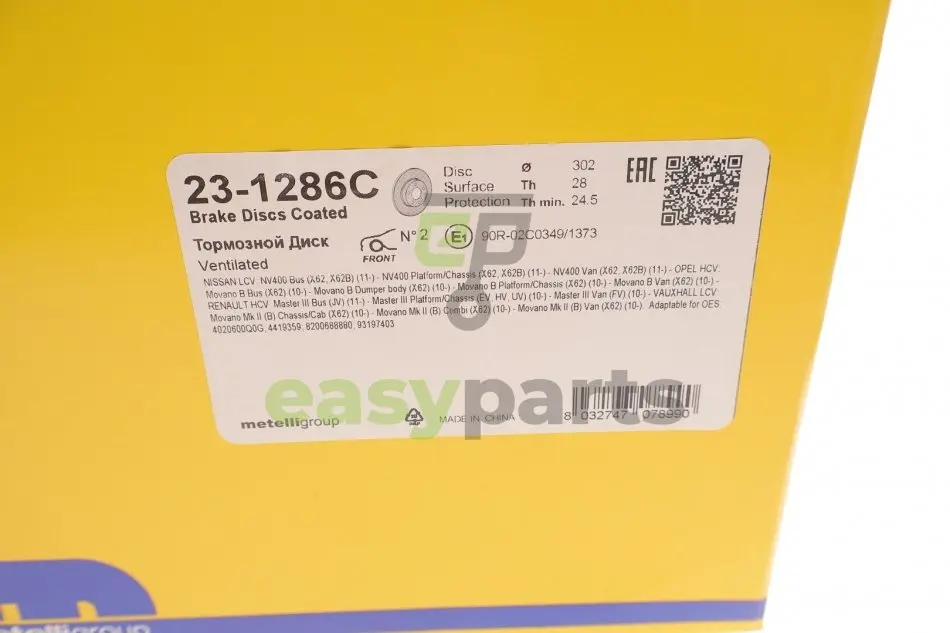 23-1286C
Brake Discs Coated
Disc Ø 302
Surface Th 28
Protection Th min. 24.5
EAC
Тормозной Диск
Ventilated
FRONT
N° 2
E1 90R-02C0349/1373
NISSAN LCV: NV400 Bus (X62, X62B) (11-) - NV400 Platform/Chassis (X62, X62B) (11-) - NV400 Van (X62, X62B) (11-) - OPEL HCV:
Movano B Bus (X62) (10-) - Movano B Dumper body (X62) (10-) - Movano B Platform/Chassis (X62) (10-) - Movano B Van (X62) (10-) -
RENAULT HCV: Master III Bus (JV) (11-) - Master III Platform/Chassis (EV, HV, UV) (10-) - Master III Van (FV) (10-) - VAUXHALL LCV:
Movano Mk II (B) Chassis/Cab (X62) (10-) - Movano Mk II (B) Combi (X62) (10-) - Movano Mk II (B) Van (X62) (10-). Adaptable for OES:
4020600Q0G, 4419359, 8200688880, 93197403
easyparts
metelligroup
MADE IN CHINA
8 032747 078990
metelligroup